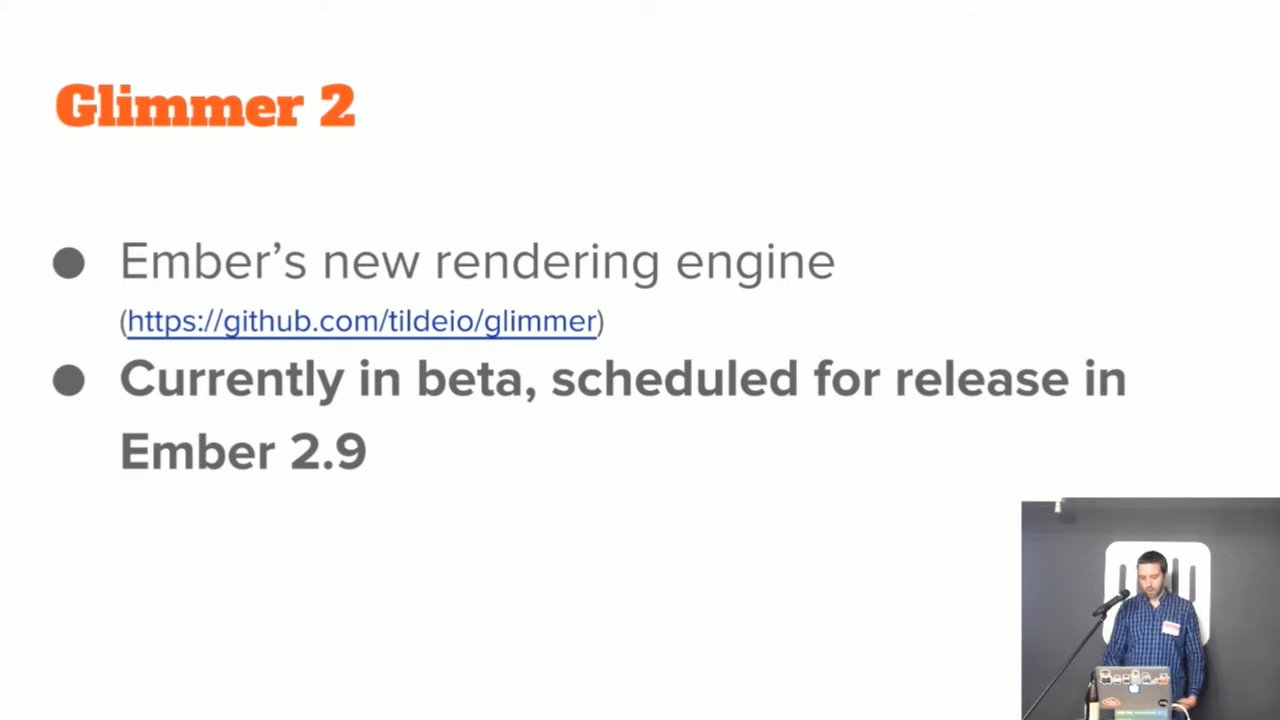 Glimmer 2
● Ember’s new rendering engine
(https://github.com/tildeio/glimmer)
● Currently in beta, scheduled for release in
Ember 2.9